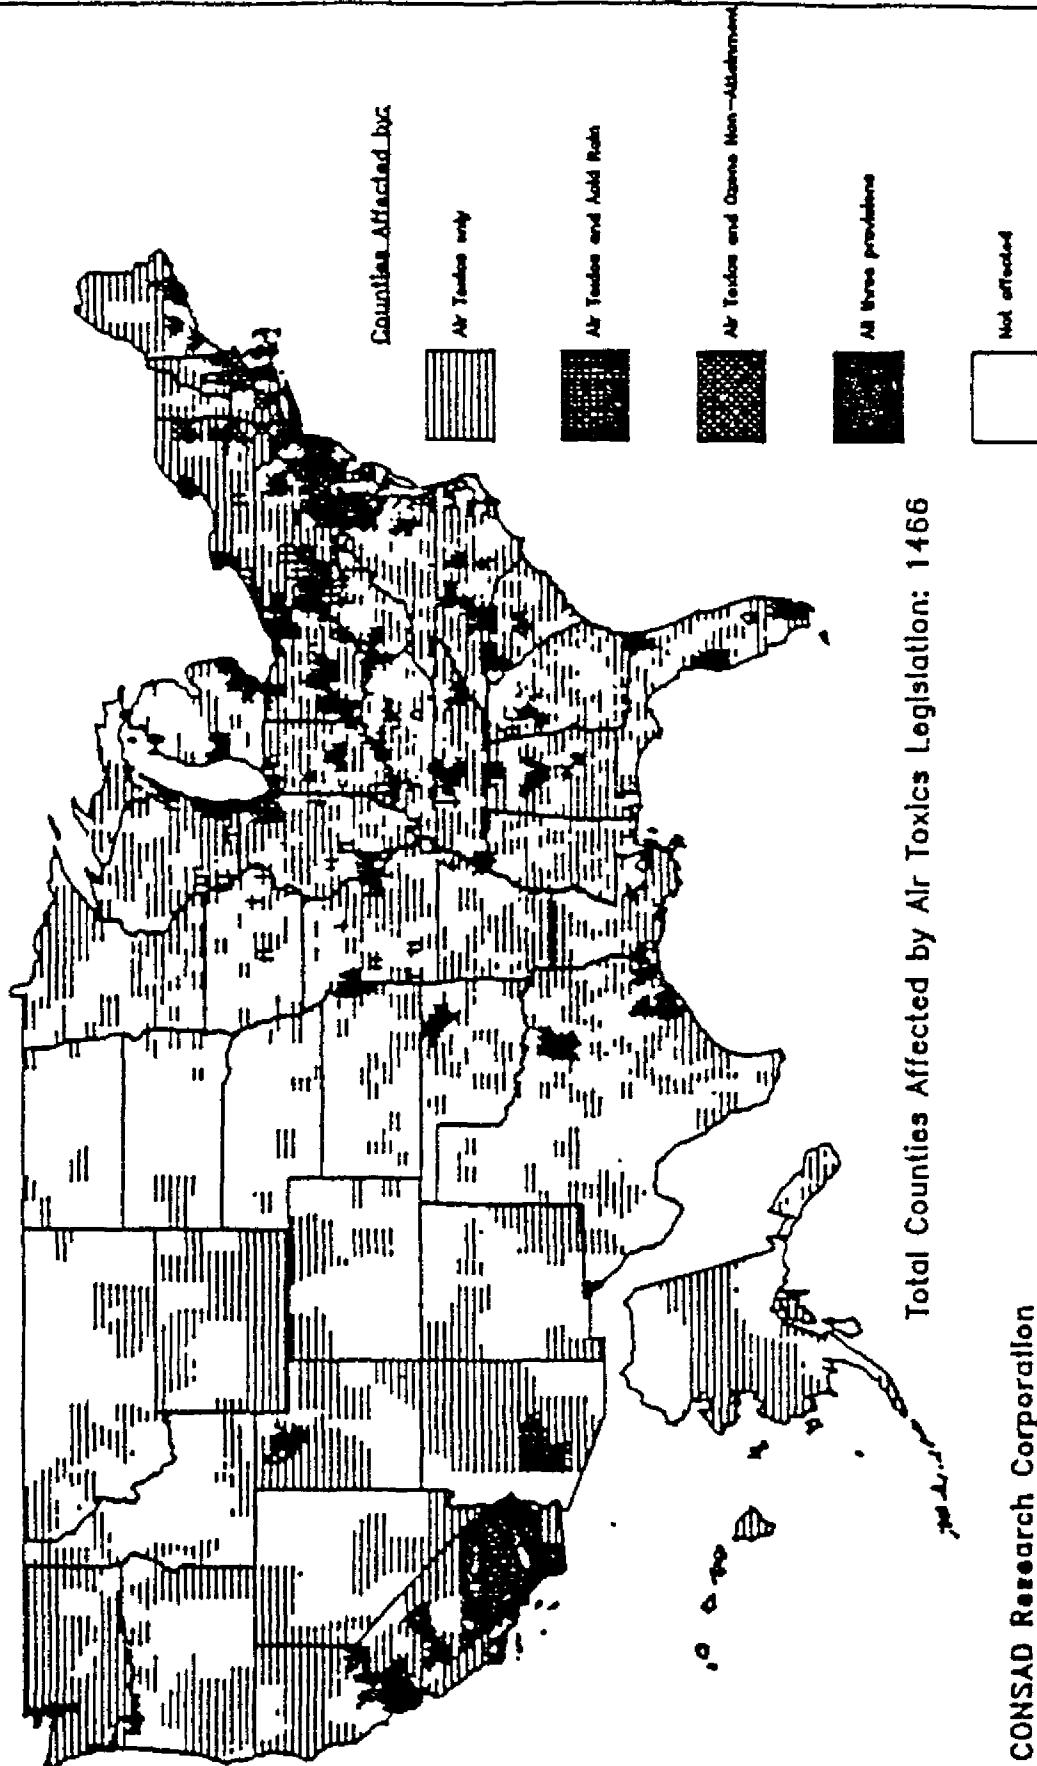 Counties Affected by:
Air Toxics only
Air Toxics and Acid Rain
Air Toxics and Ozone Non-Attainment
All three provisions
Not affected
Total Counties Affected by Air Toxics Legislation: 1466
CONSAD Research Corporation